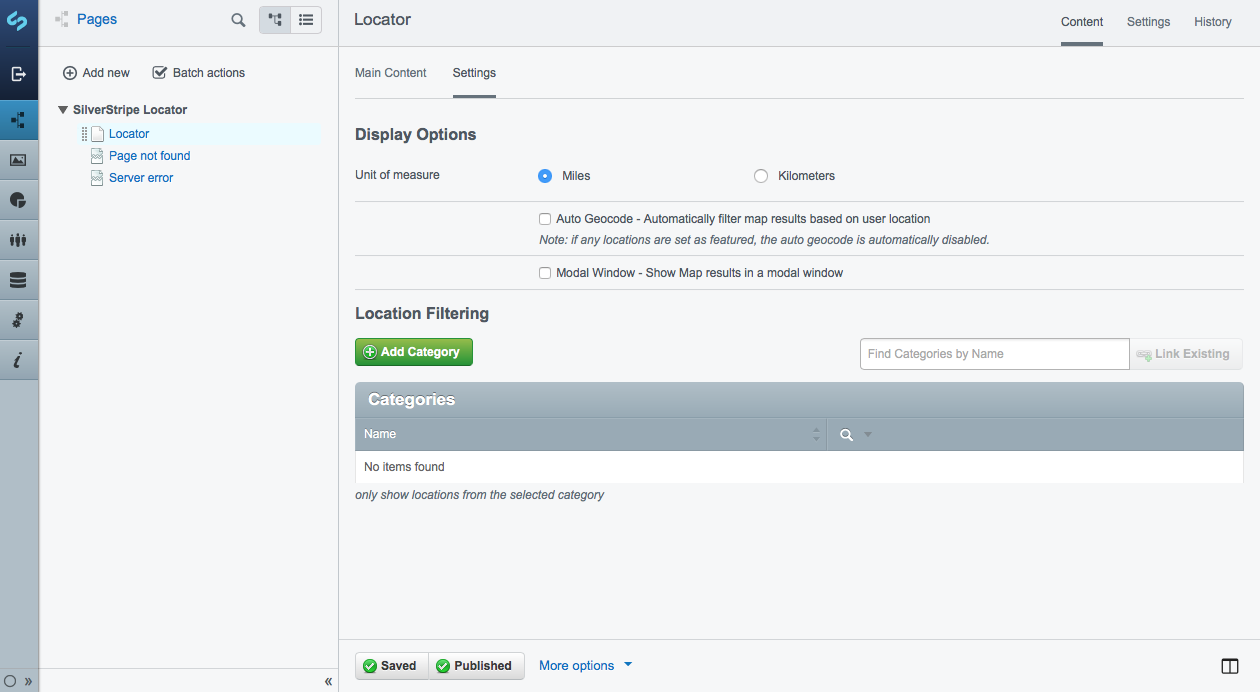 Pages
Add new
Batch actions
SilverStripe Locator
Locator
Page not found
Server error
Locator
Content
Settings
History
Main Content
Settings
Display Options
Unit of measure
Miles
Kilometers
Auto Geocode - Automatically filter map results based on user location
Note: if any locations are set as featured, the auto geocode is automatically disabled.
Modal Window - Show Map results in a modal window
Location Filtering
Add Category
Find Categories by Name
Link Existing
Categories
Name
No items found
only show locations from the selected category
Saved
Published
More options